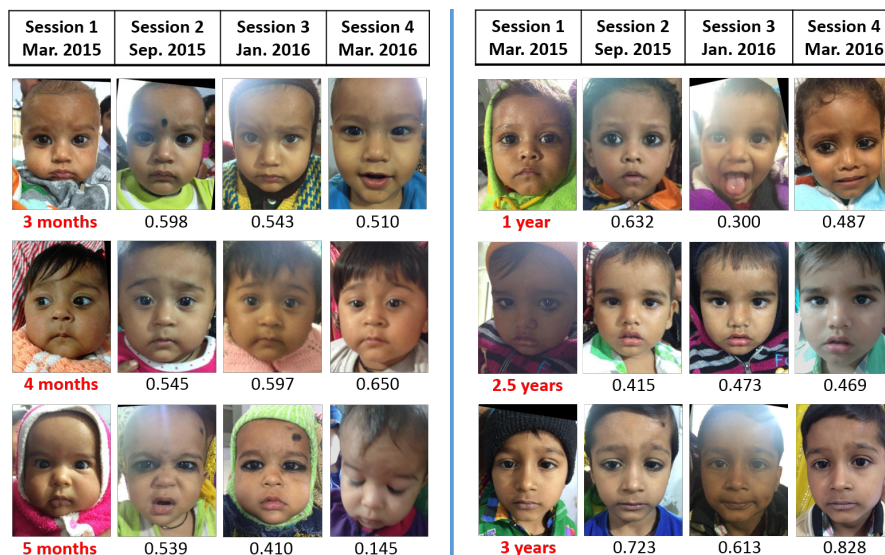 Session 1 Session 2 Session 3 Session 4
Mar. 2015 Sep. 2015 Jan. 2016 Mar. 2016
3 months 0.598 0.543 0.510
4 months 0.545 0.597 0.650
5 months 0.539 0.410 0.145
Session 1 Session 2 Session 3 Session 4
Mar. 2015 Sep. 2015 Jan. 2016 Mar. 2016
1 year 0.632 0.300 0.487
2.5 years 0.415 0.473 0.469
3 years 0.723 0.613 0.828